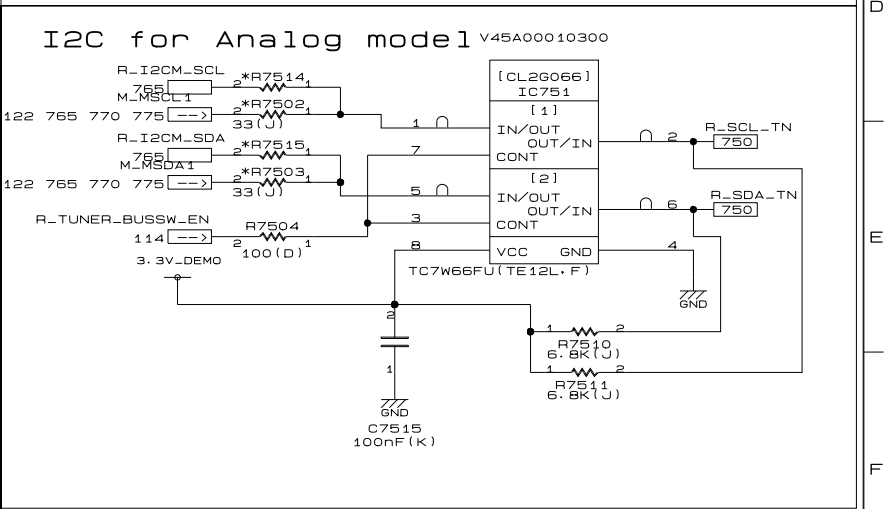 D
I2C for Analog model V45A00010300
R_I2CM_SCL
765
2 *R7514 1
[CL2G066]
IC751
M_MSCL1
122 765 770 775
2 *R7502 1
33(J)
[1]
1
IN/OUT
OUT/IN
2
R_SCL_TN
750
R_I2CM_SDA
765
2 *R7515 1
7
CONT
M_MSDA1
122 765 770 775
2 *R7503 1
33(J)
[2]
5
IN/OUT
OUT/IN
6
R_SDA_TN
750
R_TUNER_BUSSW_EN
114
2 R7504 1
100(D)
3
CONT
E
8
VCC GND
4
3.3V_DEMO
TC7W66FU(TE12L,F)
GND
2
1
GND
C7515
100nF(K)
1 2
R7510
6.8K(J)
1 2
R7511
6.8K(J)
F